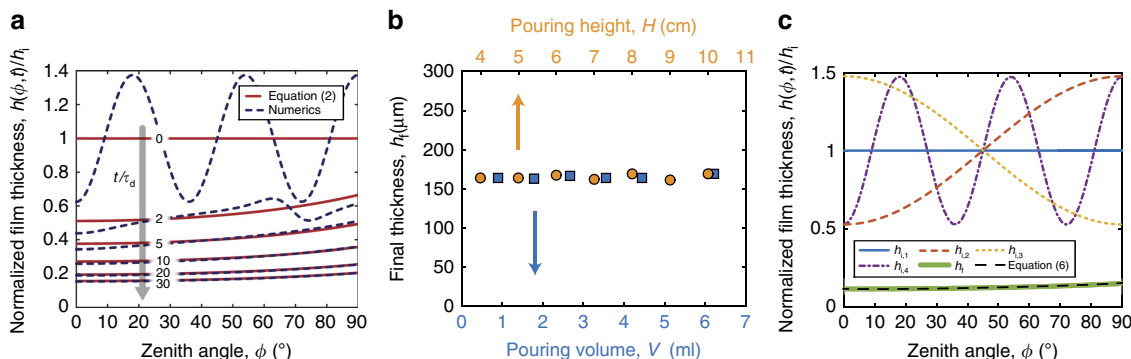 a
Normalized film thickness, h(ϕ, t)/hᵢ
1.4
1.2
1
0.8
0.6
0.4
0.2
0
Equation (2)
Numerics
t/τd
0
2
5
10
20
30
0 10 20 30 40 50 60 70 80 90
Zenith angle, ϕ (°)
b
Pouring height, H (cm)
4 5 6 7 8 9 10 11
Final thickness, hf(µm)
300
250
200
150
100
50
0
0 1 2 3 4 5 6 7
Pouring volume, V (ml)
c
Normalized film thickness, h(ϕ, t)/hᵢ
1.5
1
0.5
0
hi,1 hi,2 hi,3
hi,4 hf Equation (6)
0 10 20 30 40 50 60 70 80 90
Zenith angle, ϕ (°)